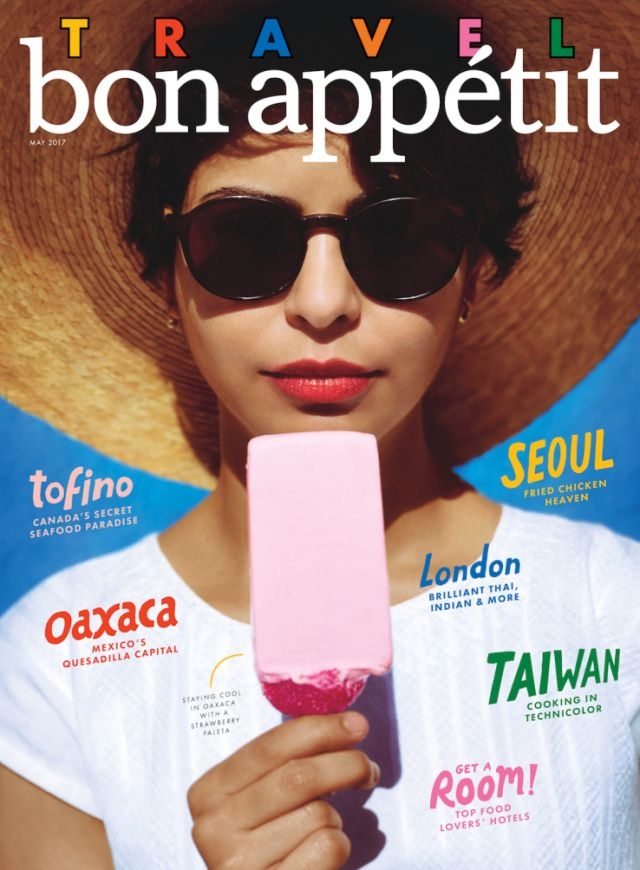 TRAVEL
bon appétit
MAY 2017
SEOUL
FRIED CHICKEN
HEAVEN
tofino
CANADA'S SECRET
SEAFOOD PARADISE
London
BRILLIANT THAI,
INDIAN & MORE
Oaxaca
MEXICO'S
QUESADILLA CAPITAL
TAIWAN
COOKING IN
TECHNICOLOR
STAYING COOL
IN OAXACA
WITH A
STRAWBERRY
PALETA
GET A
Room!
TOP FOOD
LOVERS' HOTELS